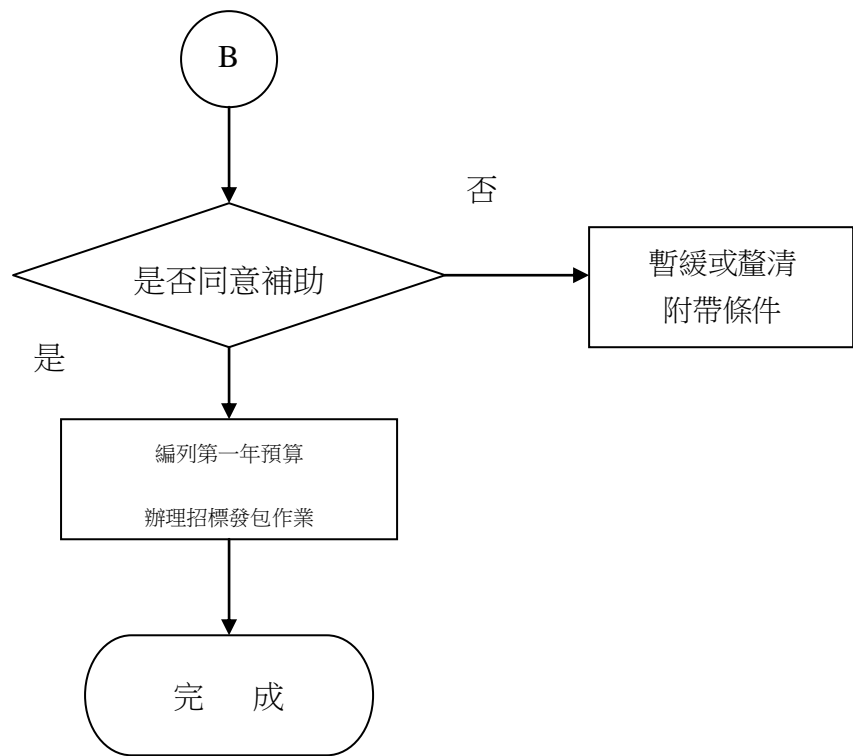 B
否
是否同意補助
暫緩或釐清
附帶條件
是
編列第一年預算
辦理招標發包作業
完 成